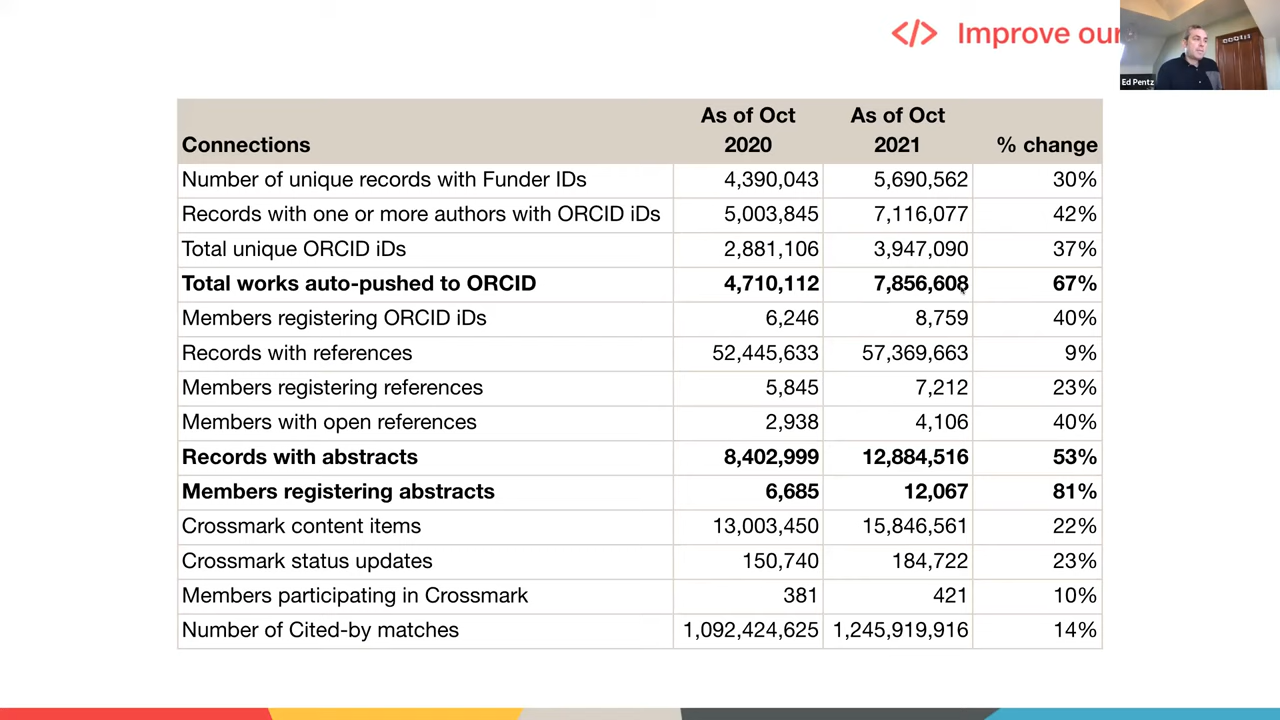 </> Improve our
Ed Pentz
Connections As of Oct 2020 As of Oct 2021 % change
Number of unique records with Funder IDs 4,390,043 5,690,562 30%
Records with one or more authors with ORCID iDs 5,003,845 7,116,077 42%
Total unique ORCID iDs 2,881,106 3,947,090 37%
Total works auto-pushed to ORCID 4,710,112 7,856,608 67%
Members registering ORCID iDs 6,246 8,759 40%
Records with references 52,445,633 57,369,663 9%
Members registering references 5,845 7,212 23%
Members with open references 2,938 4,106 40%
Records with abstracts 8,402,999 12,884,516 53%
Members registering abstracts 6,685 12,067 81%
Crossmark content items 13,003,450 15,846,561 22%
Crossmark status updates 150,740 184,722 23%
Members participating in Crossmark 381 421 10%
Number of Cited-by matches 1,092,424,625 1,245,919,916 14%